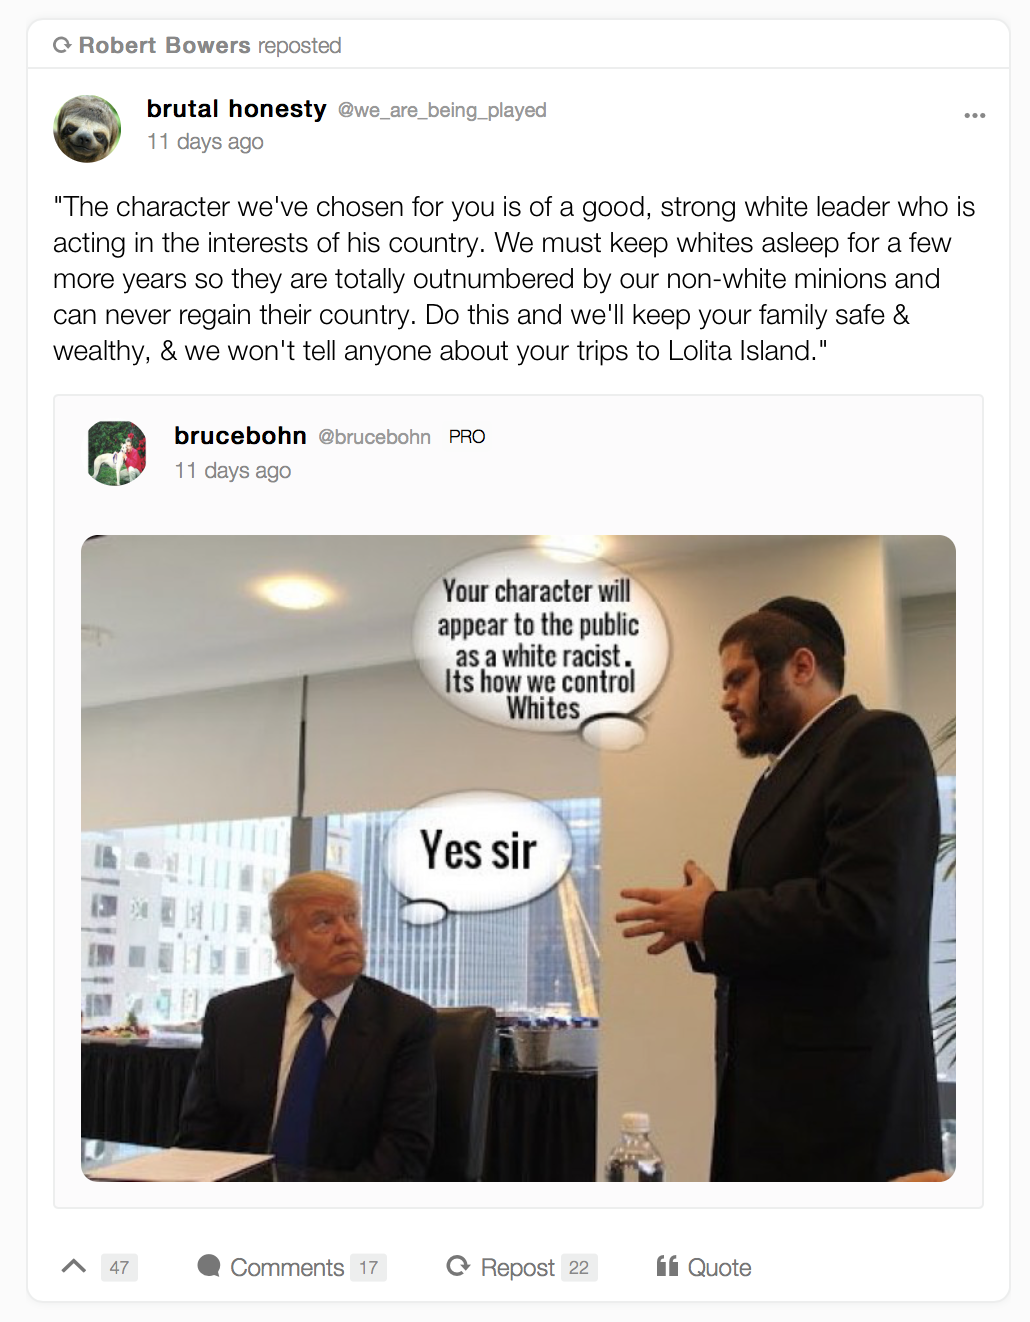 Robert Bowers reposted
brutal honesty @we_are_being_played
11 days ago
"The character we've chosen for you is of a good, strong white leader who is
acting in the interests of his country. We must keep whites asleep for a few
more years so they are totally outnumbered by our non-white minions and
can never regain their country. Do this and we'll keep your family safe &
wealthy, & we won't tell anyone about your trips to Lolita Island."
brucebohn @brucebohn PRO
11 days ago
Your character will
appear to the public
as a white racist.
Its how we control
Whites
Yes sir
47 Comments 17 Repost 22 Quote